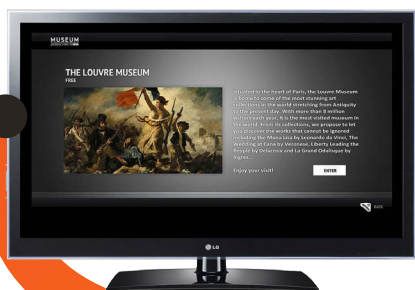 MUSEUM
THE LOUVRE MUSEUM
FREE
Situated in the heart of Paris, the Louvre Museum
is home to some of the most stunning art
collections in the world stretching from Antiquity
to the present day. With more than 8 million
visitors each year, it is the most visited museum in
the world. From its collections, we propose to let
you discover the works that cannot be ignored
including the Mona Lisa by Leonardo da Vinci, The
Wedding at Cana by Veronese, Liberty Leading the
People by Delacroix and La Grand Odalisque by
Ingres...
Enjoy your visit!
ENTER
BACK
LG